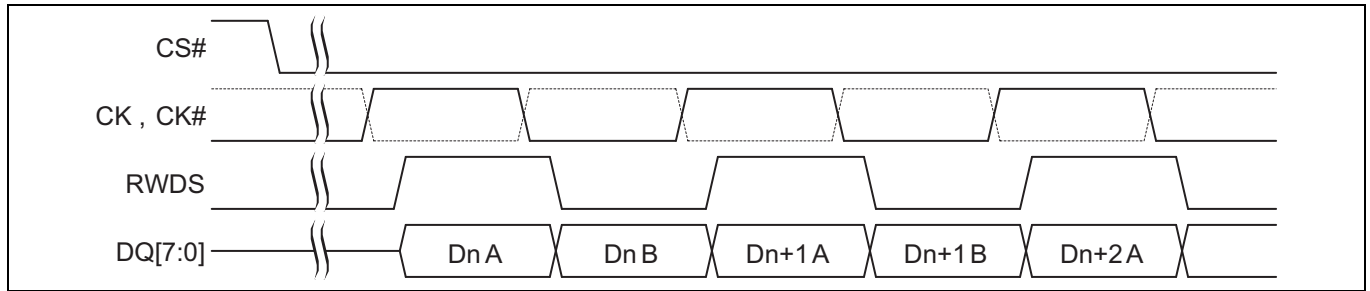 CS#
CK , CK#
RWDS
DQ[7:0] Dn A Dn B Dn+1 A Dn+1 B Dn+2 A